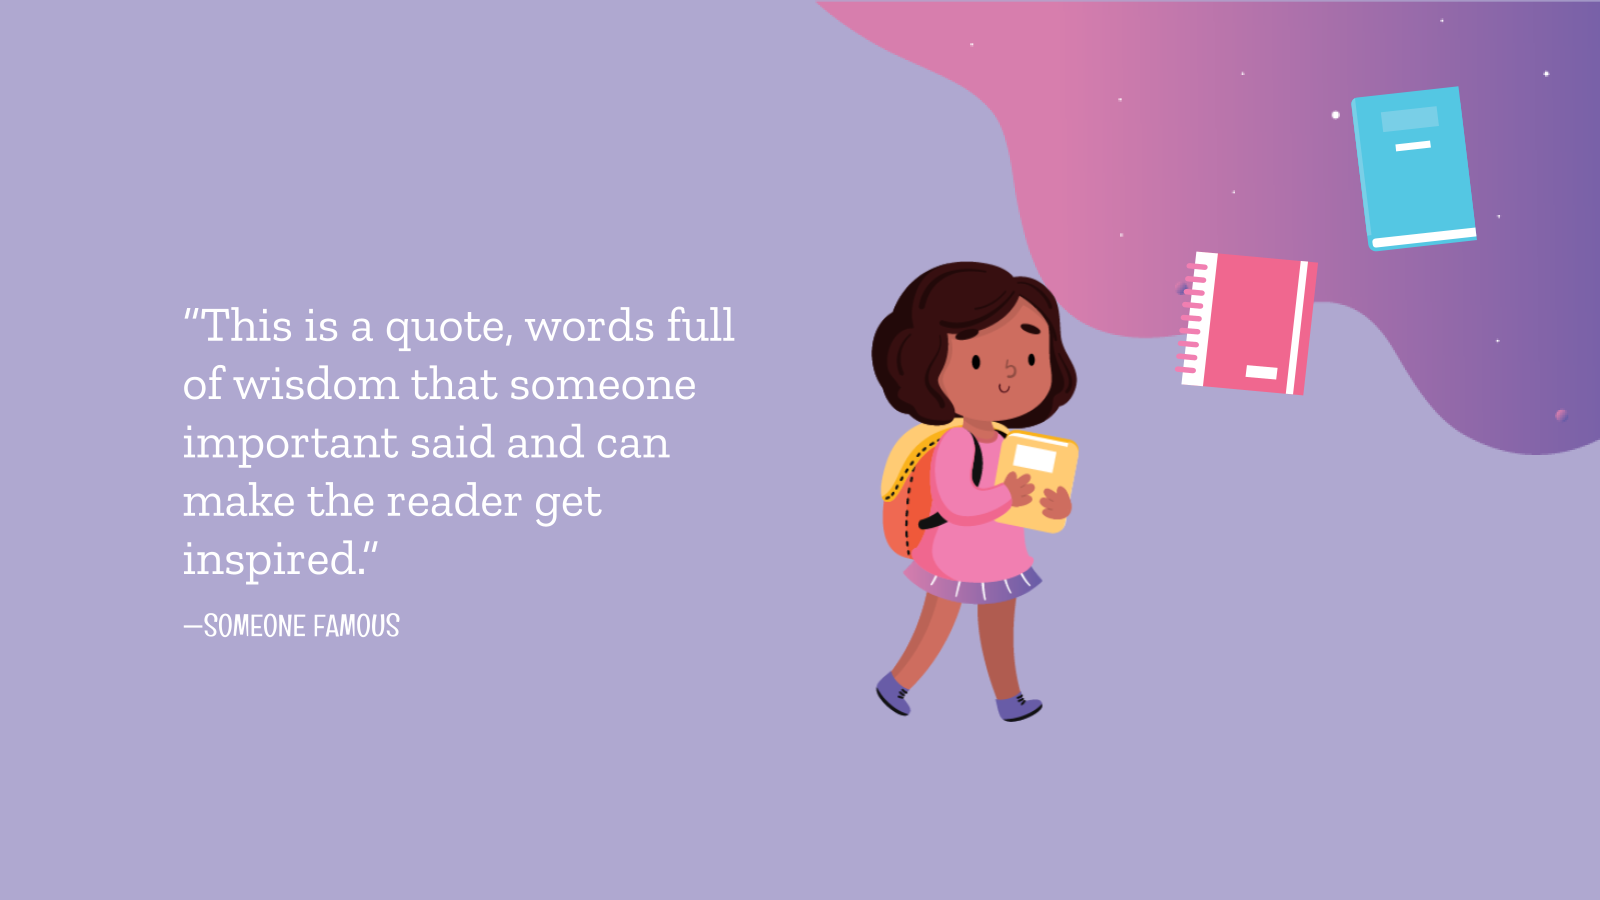 “This is a quote, words full
of wisdom that someone
important said and can
make the reader get
inspired.”
—SOMEONE FAMOUS